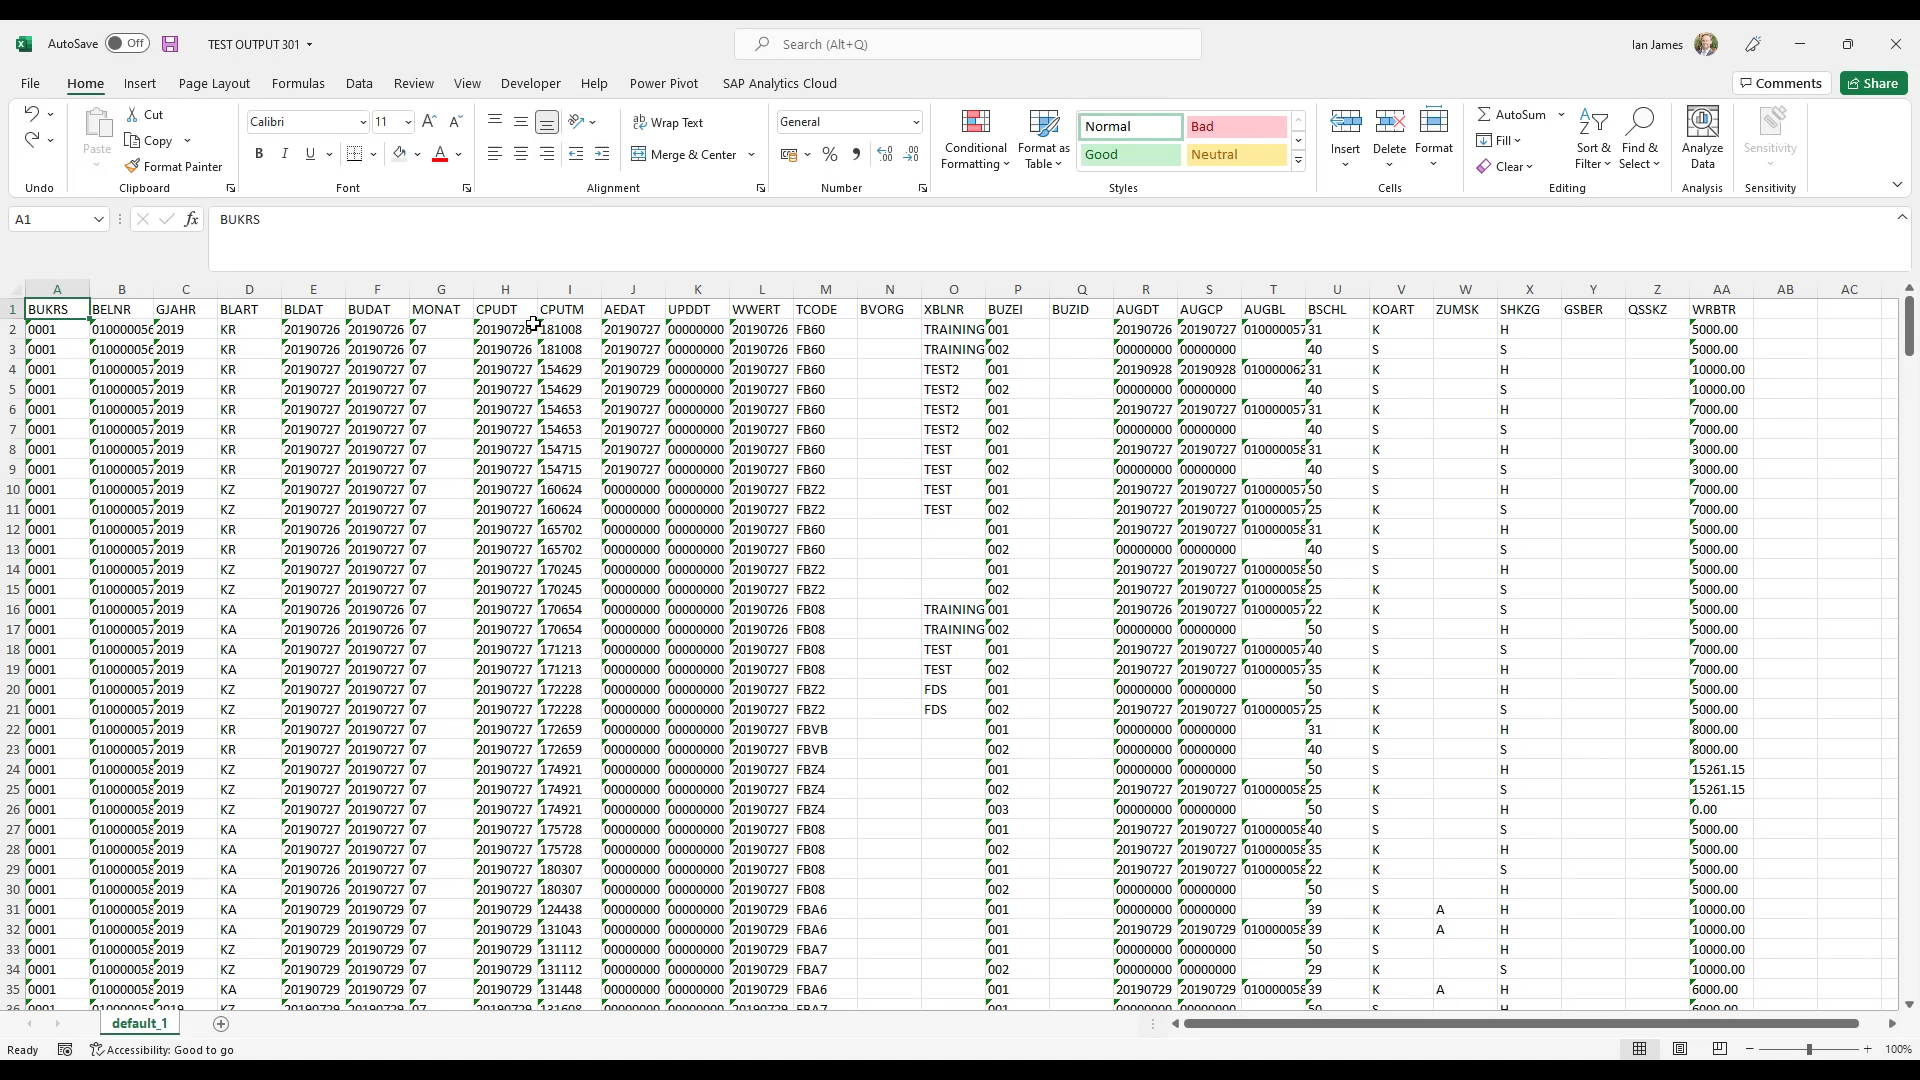 AutoSave Off TEST OUTPUT 301 Search (Alt+Q) Ian James
File Home Insert Page Layout Formulas Data Review View Developer Help Power Pivot SAP Analytics Cloud Comments Share
Cut Calibri 11 Wrap Text General Normal Bad AutoSum
Paste Copy Conditional Formatting Format as Table Insert Delete Format Fill Sort & Filter Find & Select Analyze Data Sensitivity
Format Painter B I U A Merge & Center % Good Neutral Clear
Undo Clipboard Font Alignment Number Styles Cells Editing Analysis Sensitivity
A1 fx BUKRS
A B C D E F G H I J K L M N O P Q R S T U V W X Y Z AA AB AC
1 BUKRS BELNR GJAHR BLART BLDAT BUDAT MONAT CPUDT CPUTM AEDAT UPDDT WWERT TCODE BVORG XBLNR BUZEI BUZID AUGDT AUGCP AUGBL BSCHL KOART ZUMSK SHKZG GSBER QSSKZ WRBTR
2 0001 010000056 2019 KR 20190726 20190726 07 20190726 181008 20190727 00000000 20190726 FB60 TRAINING 001 20190726 20190727 010000057 31 K H 5000.00
3 0001 010000056 2019 KR 20190726 20190726 07 20190726 181008 20190727 00000000 20190726 FB60 TRAINING 002 00000000 00000000 40 S S 5000.00
4 0001 010000057 2019 KR 20190727 20190727 07 20190727 154629 20190729 00000000 20190727 FB60 TEST2 001 20190928 20190928 010000062 31 K H 10000.00
5 0001 010000057 2019 KR 20190727 20190727 07 20190727 154629 20190729 00000000 20190727 FB60 TEST2 002 00000000 00000000 40 S S 10000.00
6 0001 010000057 2019 KR 20190727 20190727 07 20190727 154653 20190727 00000000 20190727 FB60 TEST2 001 20190727 20190727 010000057 31 K H 7000.00
7 0001 010000057 2019 KR 20190727 20190727 07 20190727 154653 20190727 00000000 20190727 FB60 TEST2 002 00000000 00000000 40 S S 7000.00
8 0001 010000057 2019 KR 20190727 20190727 07 20190727 154715 20190727 00000000 20190727 FB60 TEST 001 20190727 20190727 010000058 31 K H 3000.00
9 0001 010000057 2019 KR 20190727 20190727 07 20190727 154715 20190727 00000000 20190727 FB60 TEST 002 00000000 00000000 40 S S 3000.00
10 0001 010000057 2019 KZ 20190727 20190727 07 20190727 160624 00000000 00000000 20190727 FBZ2 TEST 001 20190727 20190727 010000057 50 S H 7000.00
11 0001 010000057 2019 KZ 20190727 20190727 07 20190727 160624 00000000 00000000 20190727 FBZ2 TEST 002 20190727 20190727 010000057 25 K S 7000.00
12 0001 010000057 2019 KR 20190726 20190727 07 20190727 165702 00000000 00000000 20190727 FB60 001 20190727 20190727 010000058 31 K H 5000.00
13 0001 010000057 2019 KR 20190726 20190727 07 20190727 165702 00000000 00000000 20190727 FB60 002 00000000 00000000 40 S S 5000.00
14 0001 010000057 2019 KZ 20190727 20190727 07 20190727 170245 00000000 00000000 20190727 FBZ2 001 20190727 20190727 010000058 50 S H 5000.00
15 0001 010000057 2019 KZ 20190727 20190727 07 20190727 170245 00000000 00000000 20190727 FBZ2 002 20190727 20190727 010000058 25 K S 5000.00
16 0001 010000057 2019 KA 20190726 20190726 07 20190727 170654 00000000 00000000 20190726 FB08 TRAINING 001 20190726 20190727 010000057 22 K S 5000.00
17 0001 010000057 2019 KA 20190726 20190726 07 20190727 170654 00000000 00000000 20190726 FB08 TRAINING 002 00000000 00000000 50 S H 5000.00
18 0001 010000057 2019 KA 20190727 20190727 07 20190727 171213 00000000 00000000 20190727 FB08 TEST 001 20190727 20190727 010000057 40 S S 7000.00
19 0001 010000057 2019 KA 20190727 20190727 07 20190727 171213 00000000 00000000 20190727 FB08 TEST 002 20190727 20190727 010000057 35 K H 7000.00
20 0001 010000057 2019 KZ 20190727 20190727 07 20190727 172228 00000000 00000000 20190727 FBZ2 FDS 001 00000000 00000000 50 S H 5000.00
21 0001 010000057 2019 KZ 20190727 20190727 07 20190727 172228 00000000 00000000 20190727 FBZ2 FDS 002 20190727 20190727 010000057 25 K S 5000.00
22 0001 010000057 2019 KR 20190727 20190727 07 20190727 172659 00000000 00000000 20190727 FBVB 001 00000000 00000000 31 K H 8000.00
23 0001 010000057 2019 KR 20190727 20190727 07 20190727 172659 00000000 00000000 20190727 FBVB 002 00000000 00000000 40 S S 8000.00
24 0001 010000058 2019 KZ 20190727 20190727 07 20190727 174921 00000000 00000000 20190727 FBZ4 001 00000000 00000000 50 S H 15261.15
25 0001 010000058 2019 KZ 20190727 20190727 07 20190727 174921 00000000 00000000 20190727 FBZ4 002 20190727 20190727 010000058 25 K S 15261.15
26 0001 010000058 2019 KZ 20190727 20190727 07 20190727 174921 00000000 00000000 20190727 FBZ4 003 00000000 00000000 50 S H 0.00
27 0001 010000058 2019 KA 20190727 20190727 07 20190727 175728 00000000 00000000 20190727 FB08 001 20190727 20190727 010000058 40 S S 5000.00
28 0001 010000058 2019 KA 20190727 20190727 07 20190727 175728 00000000 00000000 20190727 FB08 002 20190727 20190727 010000058 35 K H 5000.00
29 0001 010000058 2019 KA 20190726 20190727 07 20190727 180307 00000000 00000000 20190727 FB08 001 20190727 20190727 010000058 22 K S 5000.00
30 0001 010000058 2019 KA 20190726 20190727 07 20190727 180307 00000000 00000000 20190727 FB08 002 00000000 00000000 50 S H 5000.00
31 0001 010000058 2019 KA 20190729 20190729 07 20190729 124438 00000000 00000000 20190729 FBA6 001 00000000 00000000 39 K A H 10000.00
32 0001 010000058 2019 KA 20190729 20190729 07 20190729 131043 00000000 00000000 20190729 FBA6 001 20190729 20190729 010000058 39 K A H 10000.00
33 0001 010000058 2019 KZ 20190729 20190729 07 20190729 131112 00000000 00000000 20190729 FBA7 001 00000000 00000000 50 S H 10000.00
34 0001 010000058 2019 KZ 20190729 20190729 07 20190729 131112 00000000 00000000 20190729 FBA7 002 00000000 00000000 29 K S 10000.00
35 0001 010000058 2019 KA 20190729 20190729 07 20190729 131448 00000000 00000000 20190729 FBA6 001 20190729 20190729 010000058 39 K A H 6000.00
36 0001 010000058 2019 KZ 20190729 20190729 07 20190729 131608 00000000 00000000 20190729 FBA7 001 00000000 00000000 50 S H 6000.00
default_1
Ready Accessibility: Good to go 100%